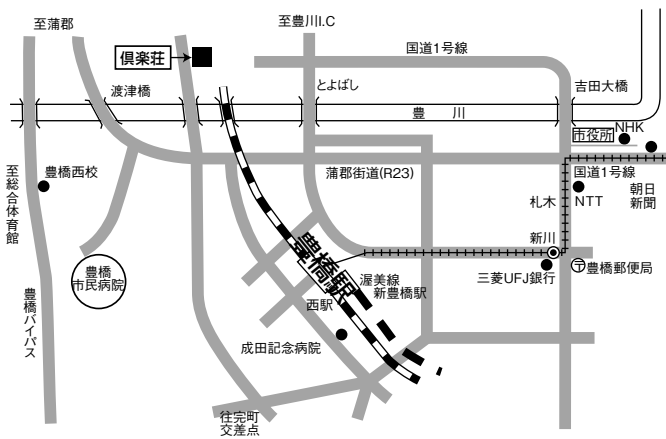 至蒲郡
至豊川I.C
国道1号線
倶楽荘
渡津橋
とよばし
吉田大橋
豊川
市役所
NHK
蒲郡街道(R23)
国道1号線
朝日
新聞
豊橋西校
至総合体育館
札木
NTT
新川
豊橋駅
渥美線
新豊橋駅
三菱UFJ銀行
〒豊橋郵便局
豊橋
市民病院
西駅
豊橋バイパス
成田記念病院
往完町
交差点